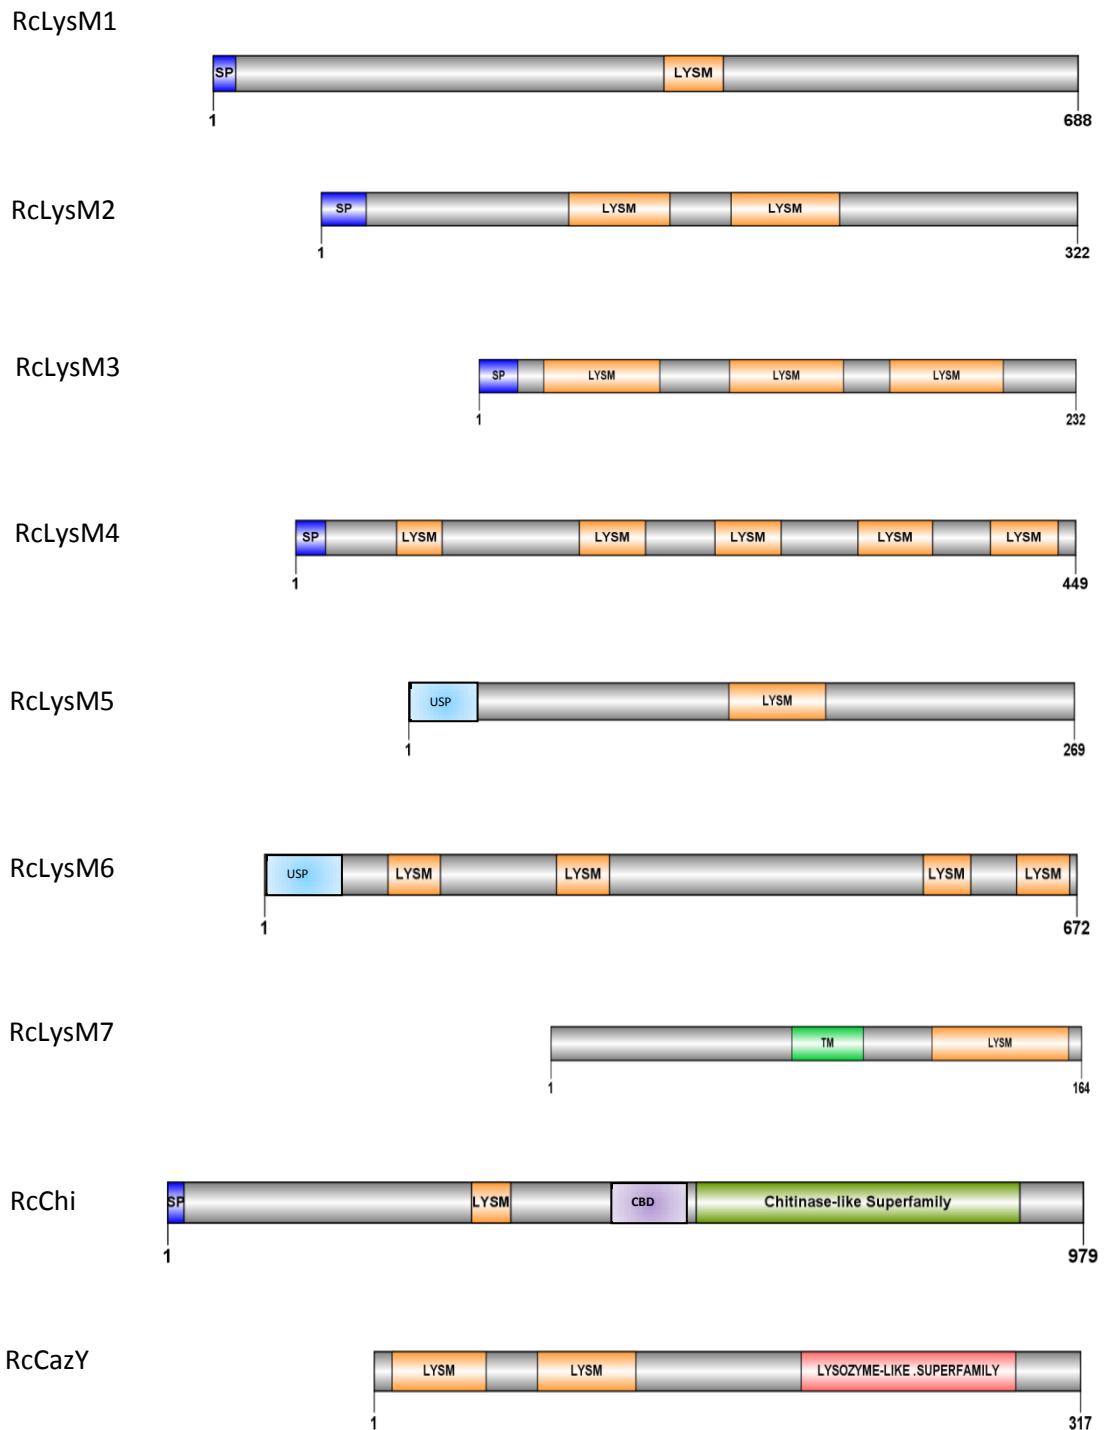 RcLysM1
SP LYSM
1 688
RcLysM2
SP LYSM LYSM
1 322
RcLysM3
SP LYSM LYSM LYSM
1 232
RcLysM4
SP LYSM LYSM LYSM LYSM LYSM
1 449
RcLysM5
USP LYSM
1 269
RcLysM6
USP LYSM LYSM LYSM LYSM
1 672
RcLysM7
TM LYSM
1 164
RcChi
SP LYSM CBD Chitinase-like Superfamily
1 979
RcCazY
LYSM LYSM LYSOZYME-LIKE .SUPERFAMILY
1 317